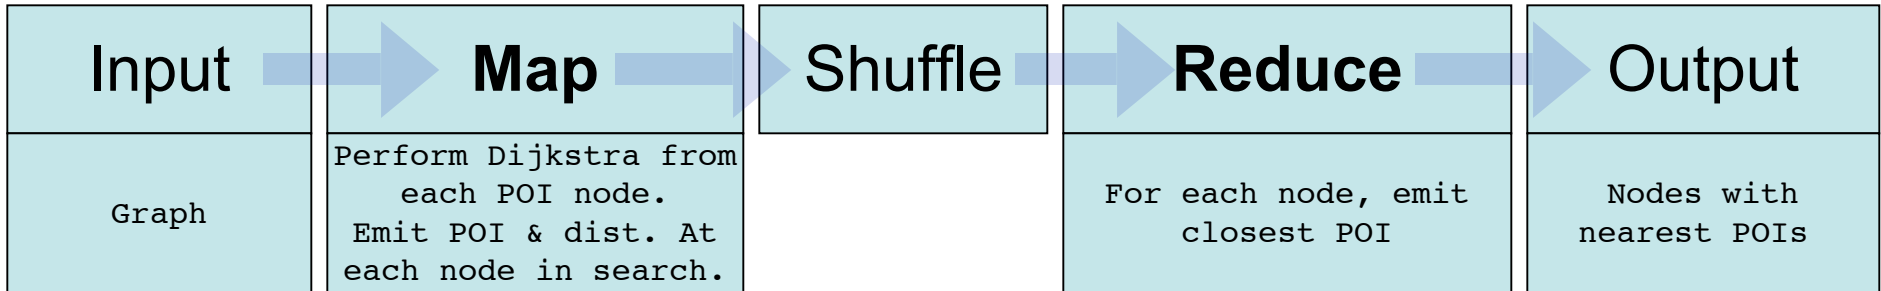 Input
Map
Shuffle
Reduce
Output
Graph
Perform Dijkstra from
each POI node.
Emit POI & dist. At
each node in search.
For each node, emit
closest POI
Nodes with
nearest POIs